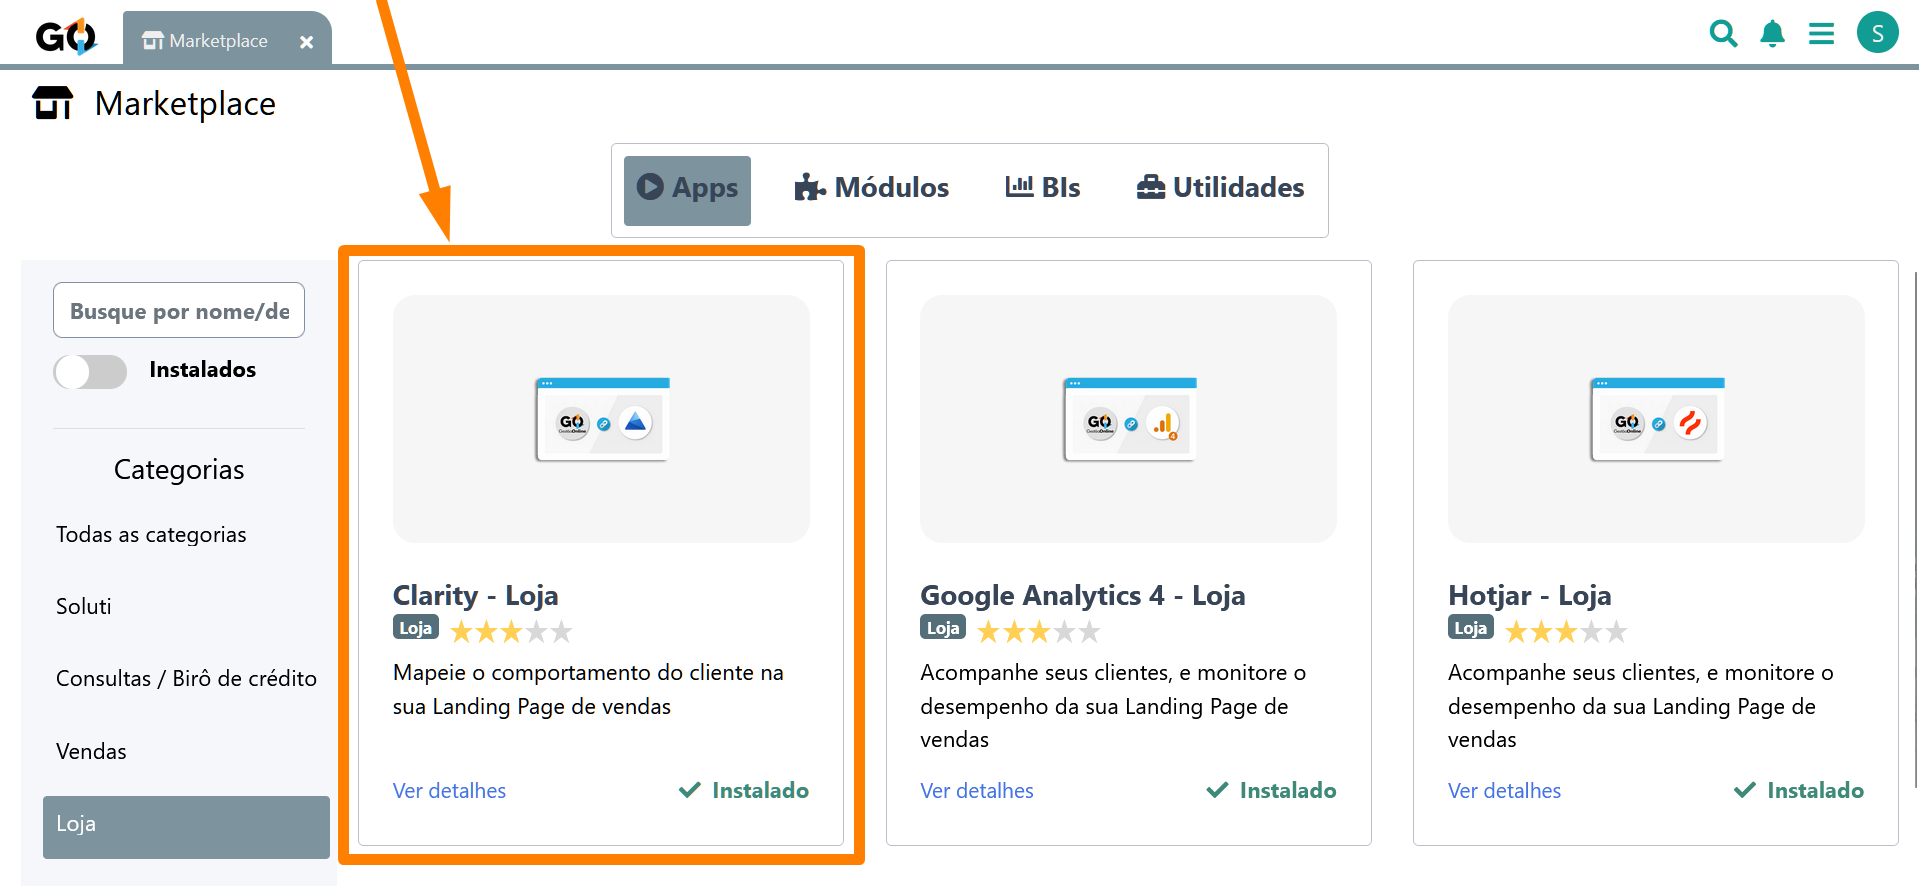 GO
Marketplace
S
Marketplace
Apps
Módulos
BIs
Utilidades
Busque por nome/de
Instalados
Categorias
Todas as categorias
Soluti
Consultas / Birô de crédito
Vendas
Loja
GO
GestãoOnline
Clarity - Loja
Loja
Mapeie o comportamento do cliente na
sua Landing Page de vendas
Ver detalhes
Instalado
GO
GestãoOnline
4
Google Analytics 4 - Loja
Loja
Acompanhe seus clientes, e monitore o
desempenho da sua Landing Page de
vendas
Ver detalhes
Instalado
GO
GestãoOnline
Hotjar - Loja
Loja
Acompanhe seus clientes, e monitore o
desempenho da sua Landing Page de
vendas
Ver detalhes
Instalado